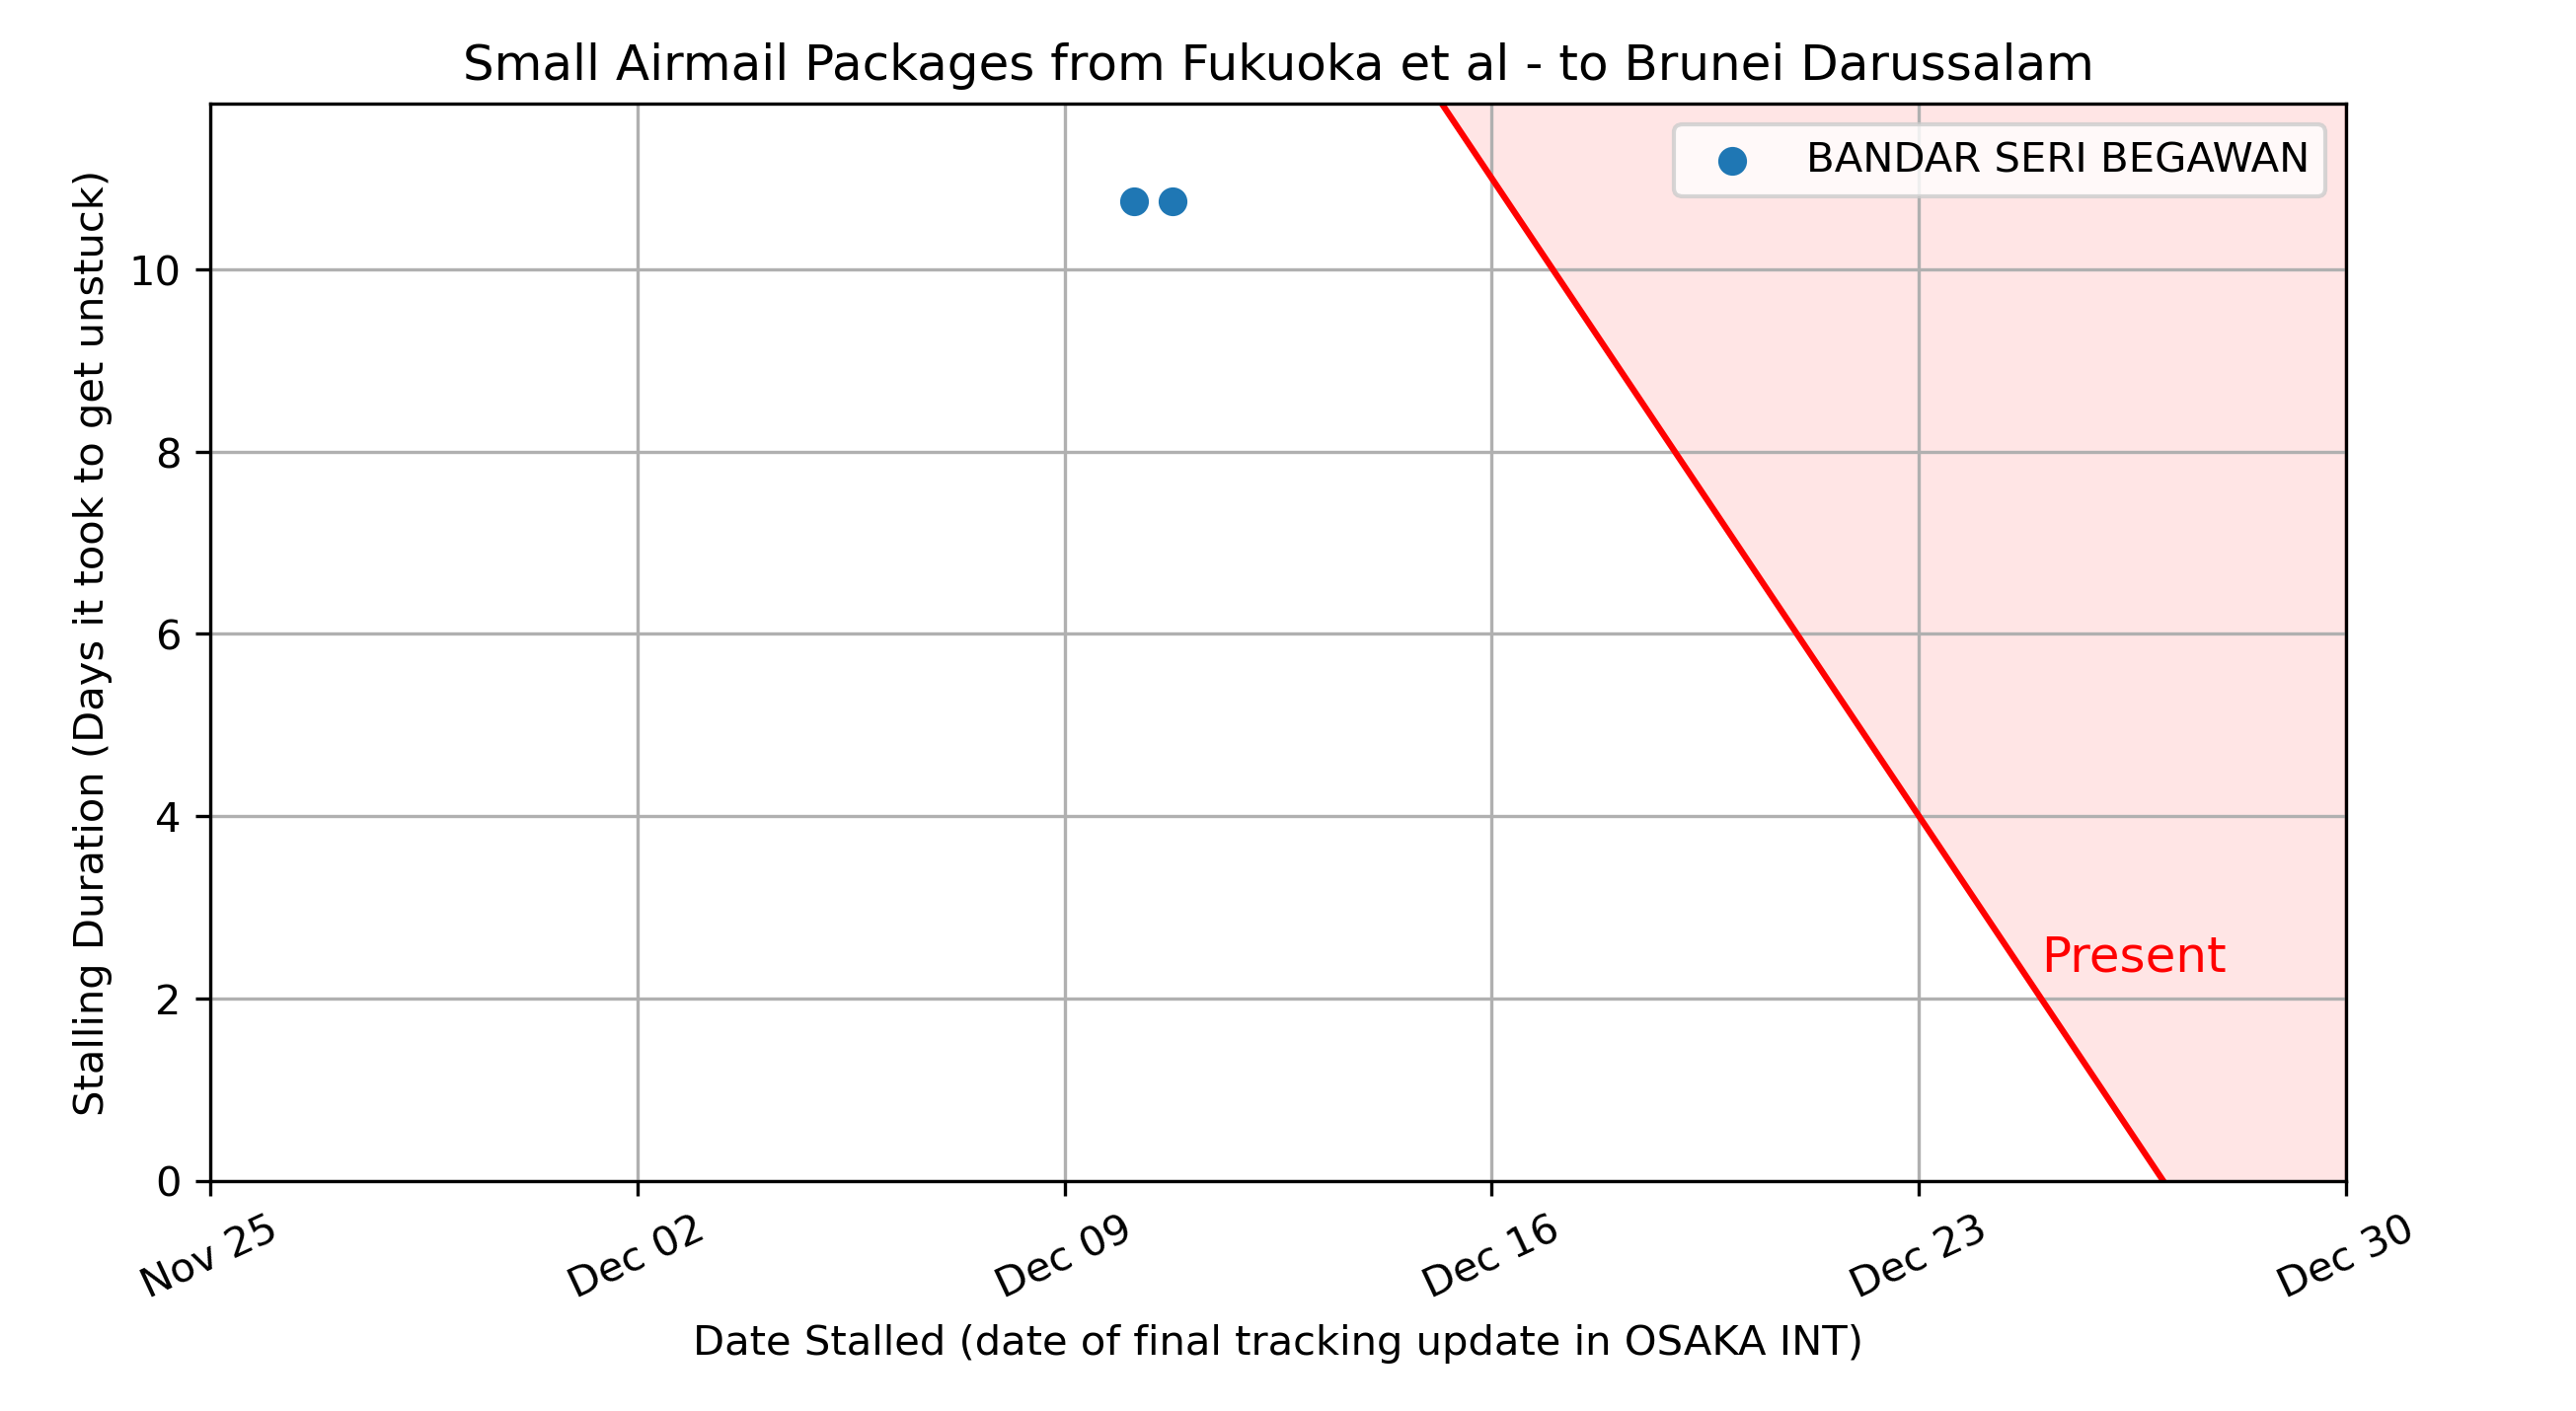 Small Airmail Packages from Fukuoka et al - to Brunei Darussalam
BANDAR SERI BEGAWAN
Stalling Duration (Days it took to get unstuck)
10
8
6
4
2
0
Present
Nov 25
Dec 02
Dec 09
Dec 16
Dec 23
Dec 30
Date Stalled (date of final tracking update in OSAKA INT)